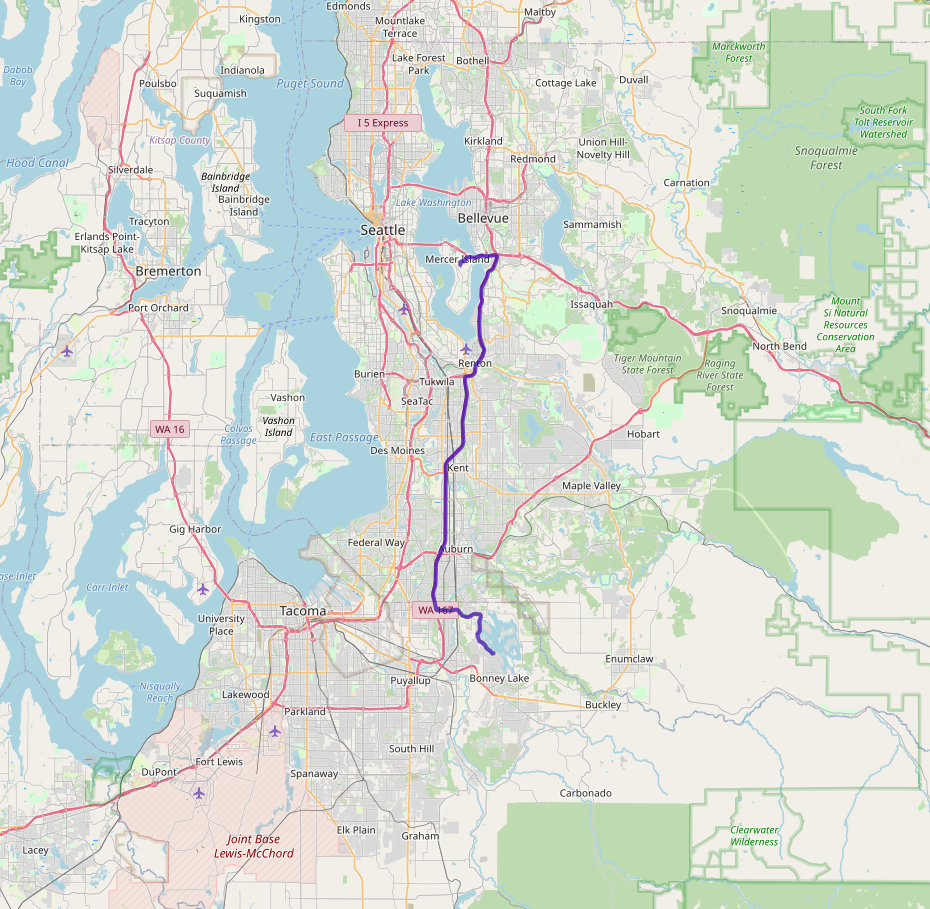 Edmonds
Maltby
Kingston
Mountlake
Terrace
Marckworth
Forest
Lake Forest
Park
Bothell
Dabob
Bay
Indianola
Puget Sound
Poulsbo
Cottage Lake
Duvall
Suquamish
South Fork
Tolt Reservoir
Watershed
I 5 Express
Kitsap County
Kirkland
Union Hill-
Novelty Hill
Snoqualmie
Forest
Hood Canal
Redmond
Silverdale
Bainbridge
Island
Carnation
Bainbridge
Island
Lake Washington
Tracyton
Bellevue
Sammamish
Seattle
Erlands Point-
Kitsap Lake
Mercer Island
Bremerton
Issaquah
Port Orchard
Snoqualmie
Mount
Si Natural
Resources
Conservation
Area
North Bend
Renton
Tiger Mountain
State Forest
Raging
River State
Forest
Burien
Tukwila
Vashon
SeaTac
Vashon
Island
WA 16
Colvos
Passage
East Passage
Hobart
Des Moines
Kent
Maple Valley
Gig Harbor
Federal Way
Auburn
ase Inlet
Carr Inlet
Tacoma
WA 167
University
Place
Enumclaw
Bonney Lake
Puyallup
Nisqually
Reach
Lakewood
Parkland
Buckley
South Hill
Fort Lewis
DuPont
Spanaway
Carbonado
Elk Plain
Graham
Clearwater
Wilderness
Joint Base
Lewis-McChord
Lacey